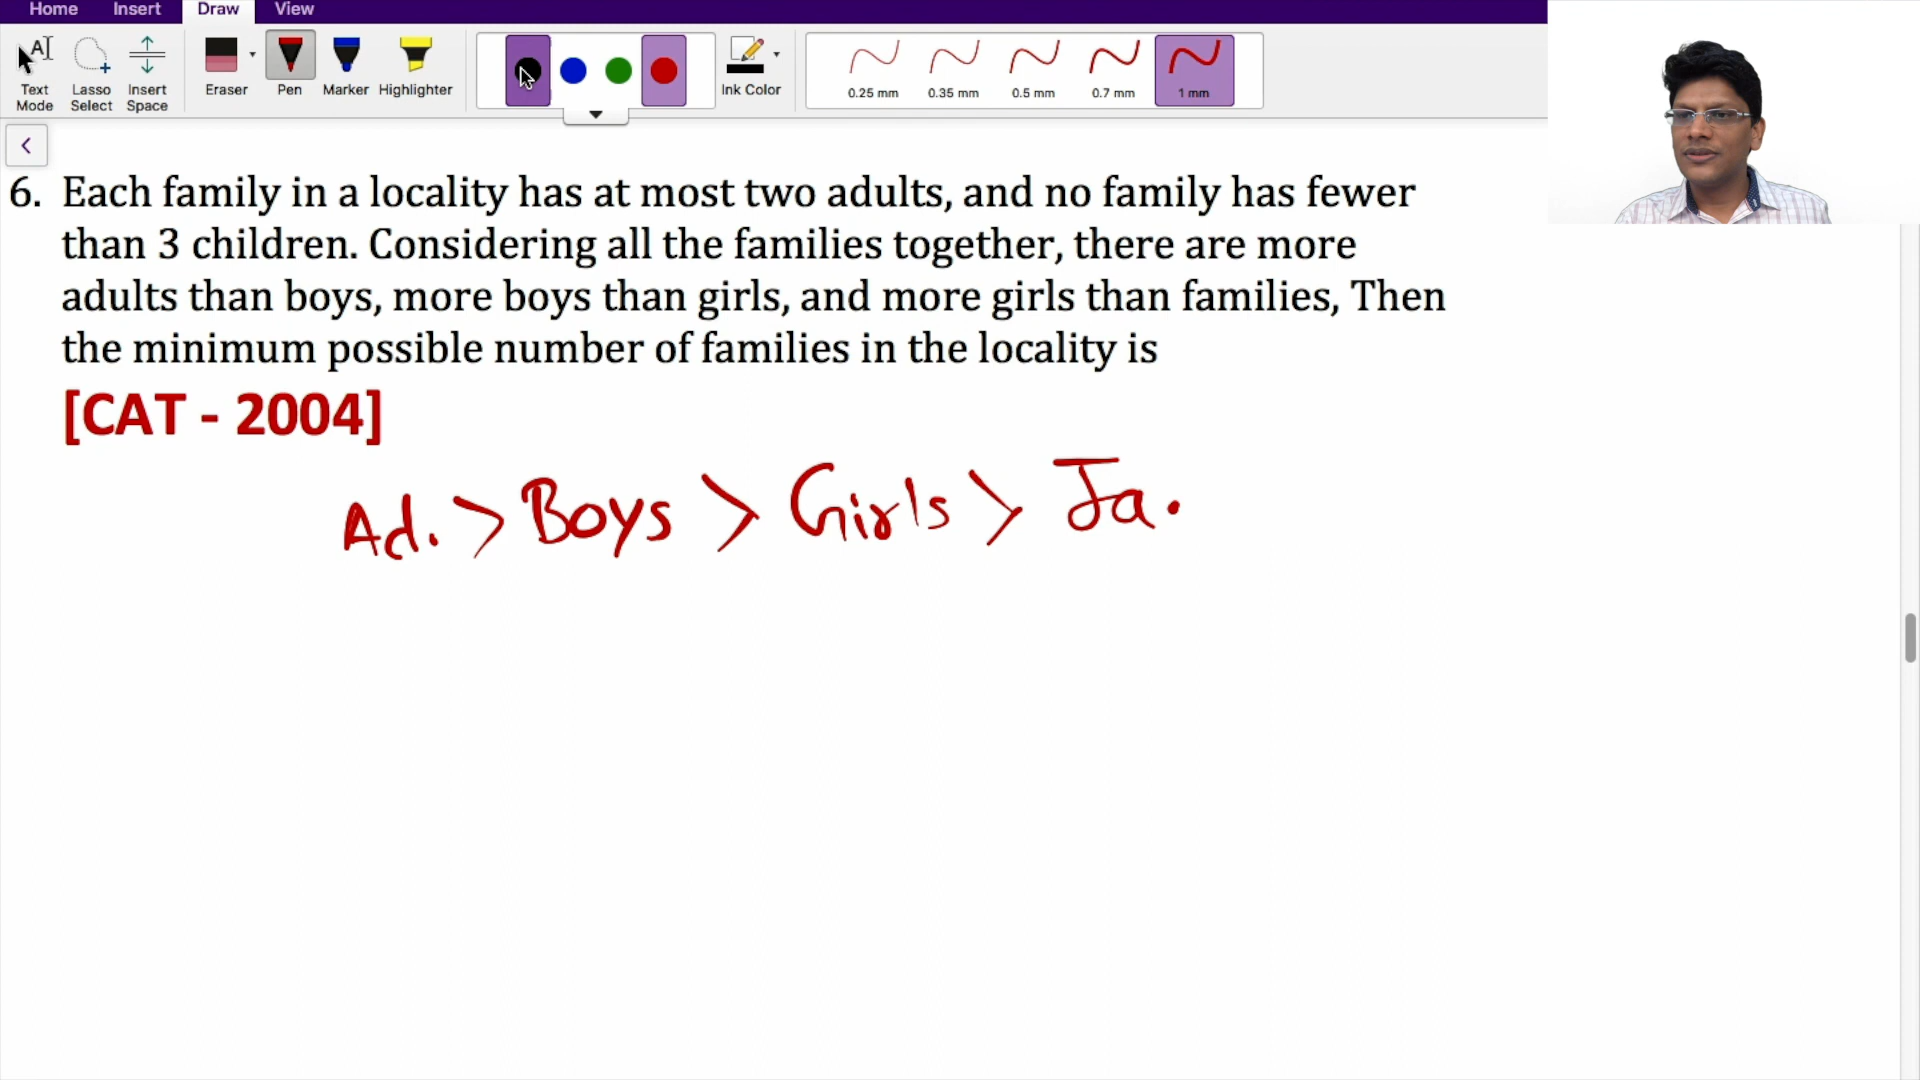 Home Insert Draw View
Text Mode Lasso Select Insert Space Eraser Pen Marker Highlighter Ink Color 0.25 mm 0.35 mm 0.5 mm 0.7 mm 1 mm
6. Each family in a locality has at most two adults, and no family has fewer
than 3 children. Considering all the families together, there are more
adults than boys, more boys than girls, and more girls than families, Then
the minimum possible number of families in the locality is
[CAT - 2004]
Ad. > Boys > Girls > Fa.